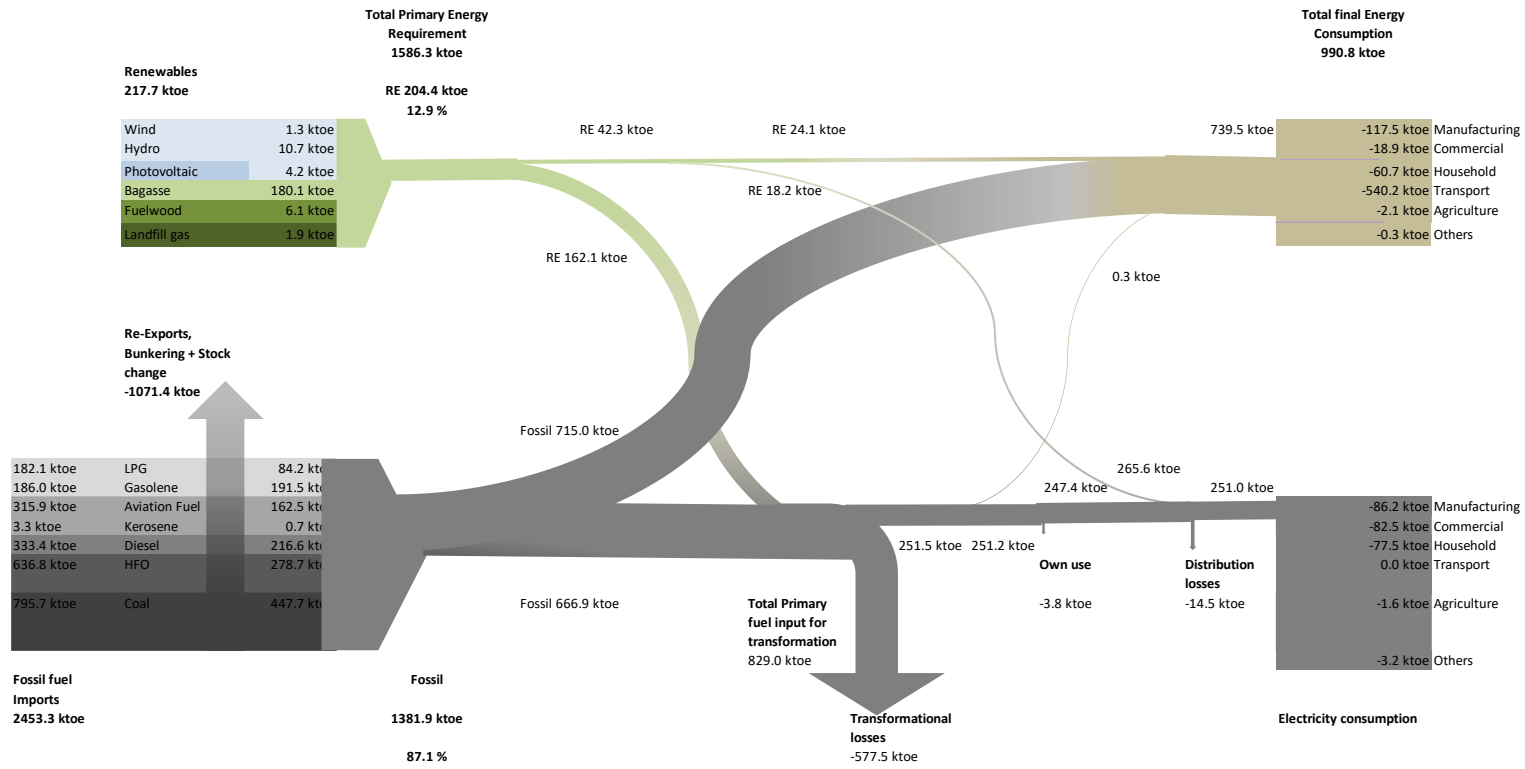 Total Primary Energy
Requirement
1586.3 ktoe
RE 204.4 ktoe
12.9 %
Total final Energy
Consumption
990.8 ktoe
Renewables
217.7 ktoe
Wind 1.3 ktoe
Hydro 10.7 ktoe
Photovoltaic 4.2 ktoe
Bagasse 180.1 ktoe
Fuelwood 6.1 ktoe
Landfill gas 1.9 ktoe
RE 42.3 ktoe
RE 24.1 ktoe
RE 18.2 ktoe
RE 162.1 ktoe
739.5 ktoe
-117.5 ktoe Manufacturing
-18.9 ktoe Commercial
-60.7 ktoe Household
-540.2 ktoe Transport
-2.1 ktoe Agriculture
-0.3 ktoe Others
0.3 ktoe
Re-Exports,
Bunkering + Stock
change
-1071.4 ktoe
Fossil 715.0 ktoe
182.1 ktoe LPG 84.2 kto
186.0 ktoe Gasolene 191.5 kto
315.9 ktoe Aviation Fuel 162.5 kto
3.3 ktoe Kerosene 0.7 kto
333.4 ktoe Diesel 216.6 kto
636.8 ktoe HFO 278.7 kto
795.7 ktoe Coal 447.7 kto
Fossil 666.9 ktoe
265.6 ktoe
247.4 ktoe
251.0 ktoe
251.5 ktoe
251.2 ktoe
Own use
-3.8 ktoe
Distribution
losses
-14.5 ktoe
Total Primary
fuel input for
transformation
829.0 ktoe
-86.2 ktoe Manufacturing
-82.5 ktoe Commercial
-77.5 ktoe Household
0.0 ktoe Transport
-1.6 ktoe Agriculture
-3.2 ktoe Others
Fossil fuel
Imports
2453.3 ktoe
Fossil
1381.9 ktoe
87.1 %
Transformational
losses
-577.5 ktoe
Electricity consumption